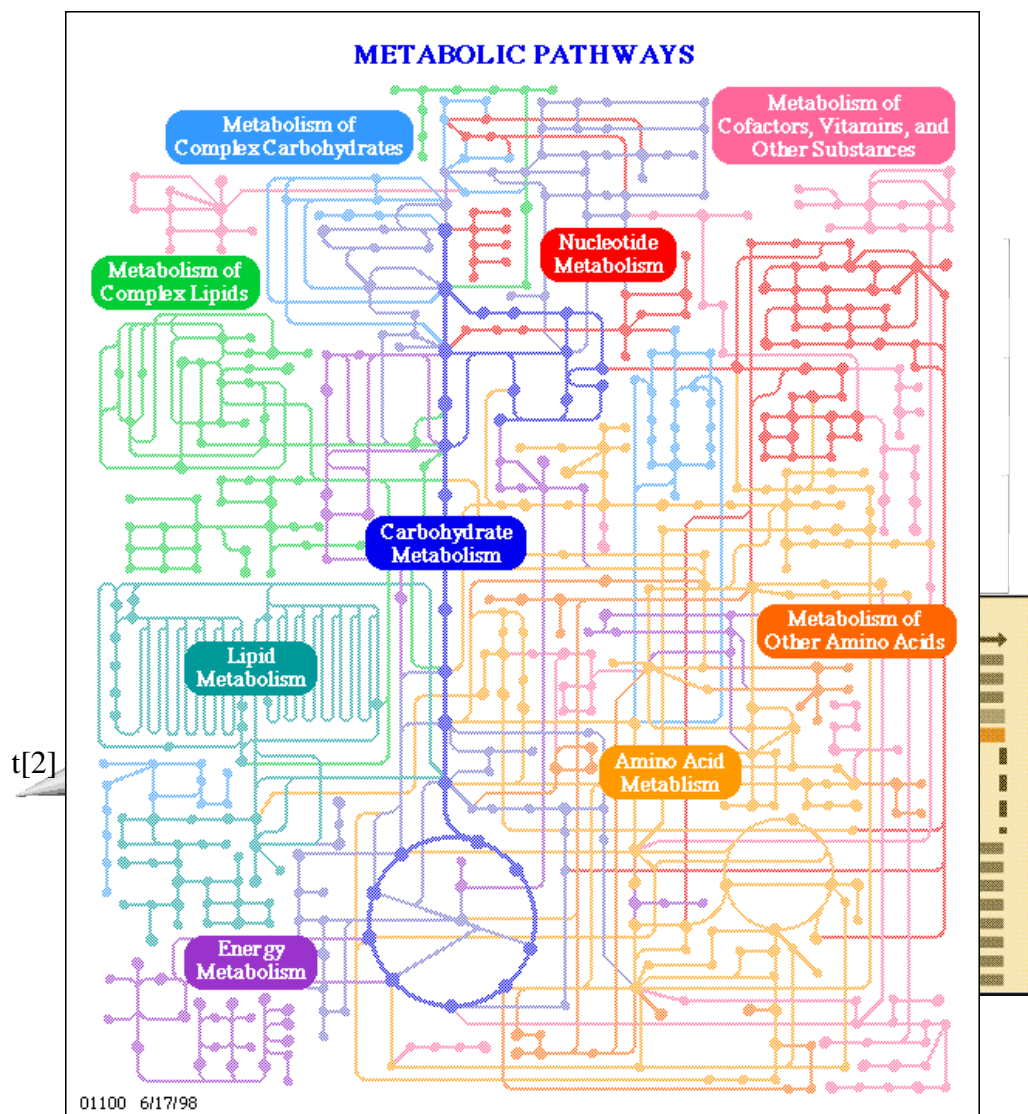 METABOLIC PATHWAYS
Metabolism of
Complex Carbohydrates
Metabolism of
Cofactors, Vitamins, and
Other Substances
Nucleotide
Metabolism
Metabolism of
Complex Lipids
Carbohydrate
Metabolism
Metabolism of
Other Amino Acids
Lipid
Metabolism
t[2]
Amino Acid
Metablism
Energy
Metabolism
01100 6/17/98